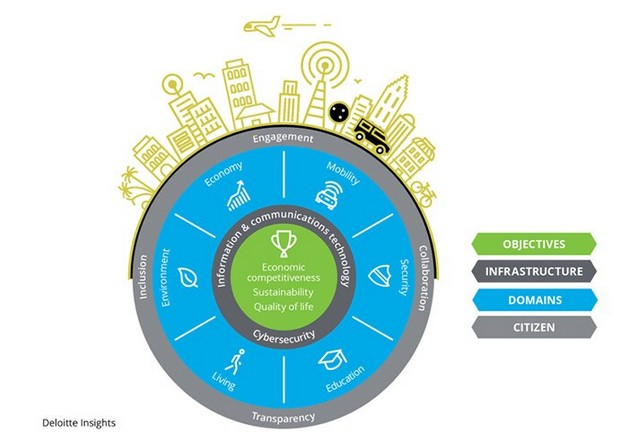 Engagement
Economy
Mobility
Information & communications technology
Inclusion
Environment
Economic
competitiveness
Sustainability
Quality of life
Security
Collaboration
Cybersecurity
Living
Education
Transparency
OBJECTIVES
INFRASTRUCTURE
DOMAINS
CITIZEN
Deloitte Insights